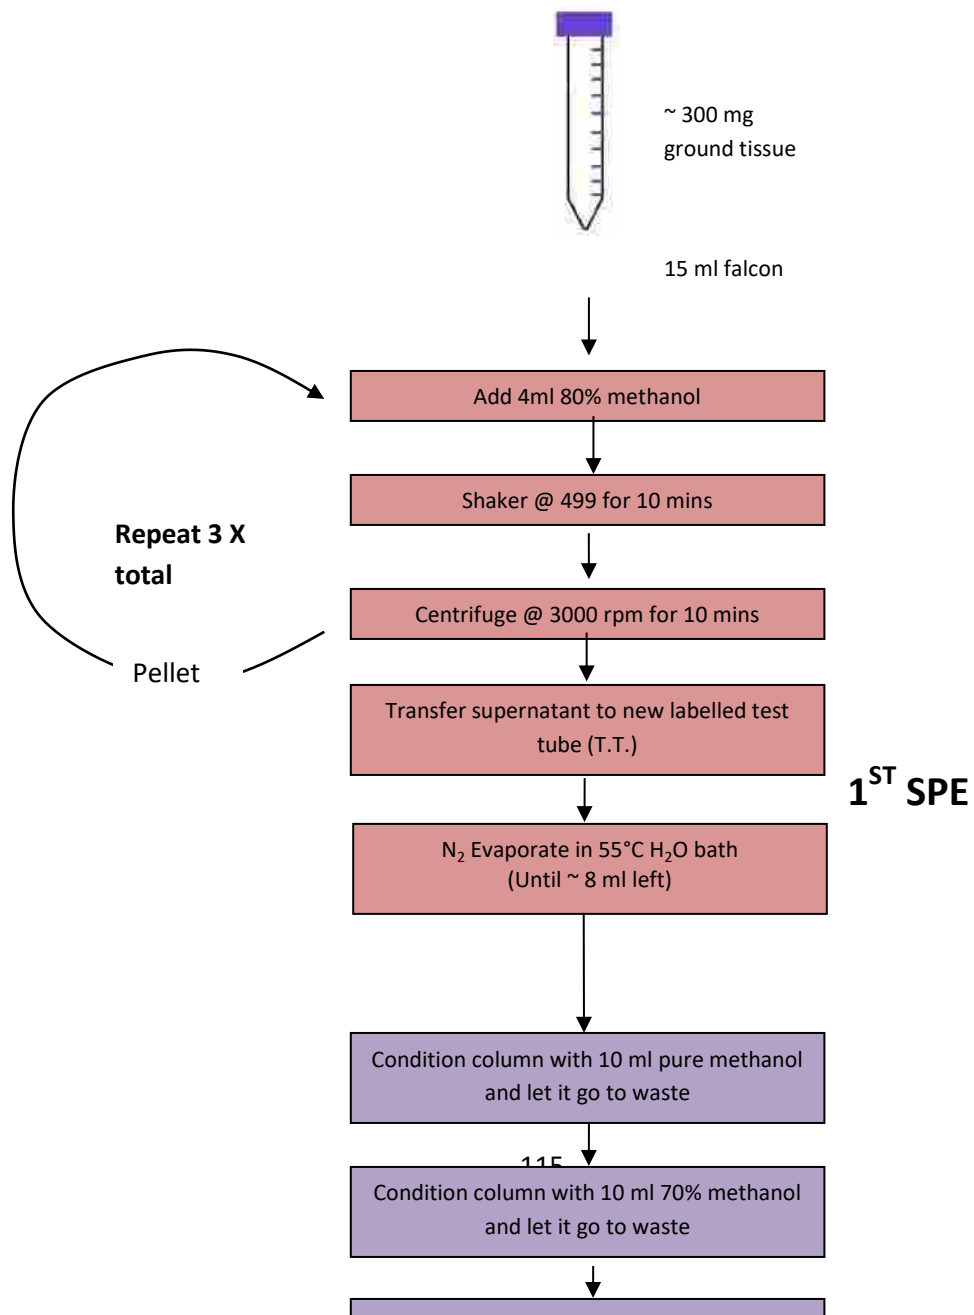 ~ 300 mg
ground tissue
15 ml falcon
Add 4ml 80% methanol
Shaker @ 499 for 10 mins
Repeat 3 X
total
Centrifuge @ 3000 rpm for 10 mins
Pellet
Transfer supernatant to new labelled test
tube (T.T.)
1ST SPE
N2 Evaporate in 55°C H2O bath
(Until ~ 8 ml left)
Condition column with 10 ml pure methanol
and let it go to waste
115
Condition column with 10 ml 70% methanol
and let it go to waste